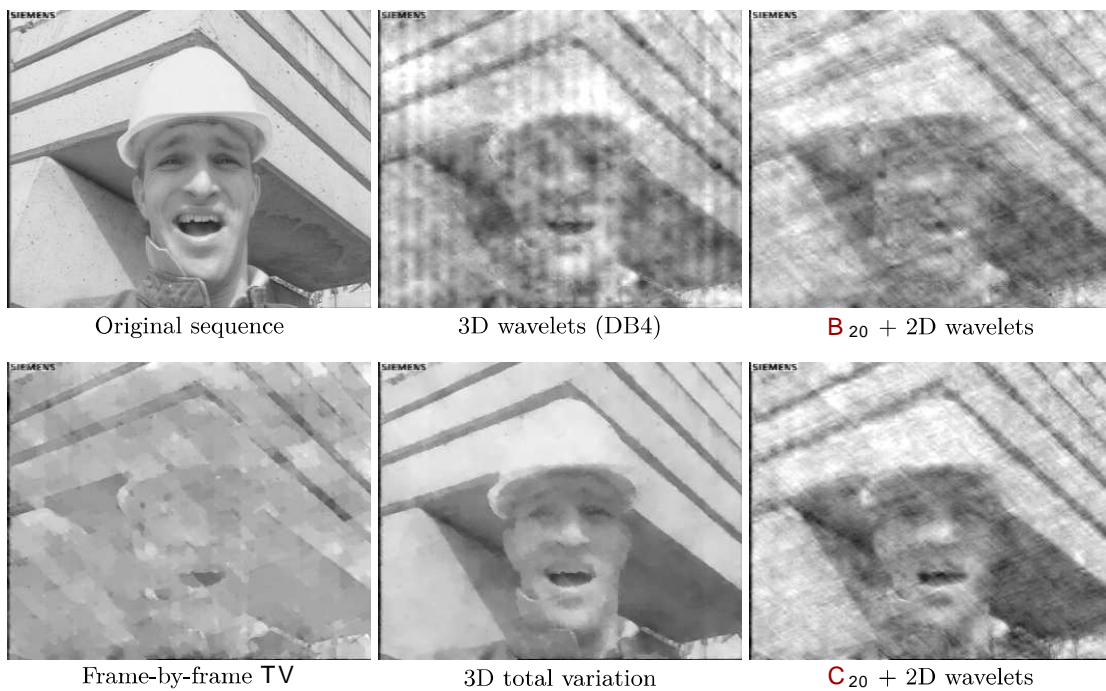 SIEMENS SIEMENS SIEMENS
Original sequence 3D wavelets (DB4) B 20 + 2D wavelets
SIEMENS SIEMENS SIEMENS
Frame-by-frame TV 3D total variation C 20 + 2D wavelets